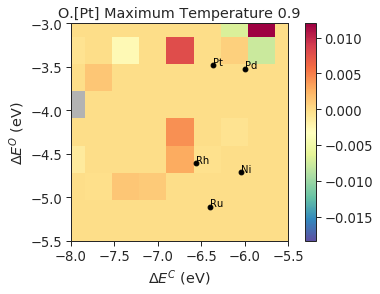 O.[Pt] Maximum Temperature 0.9
−3.0
−3.5
−4.0
−4.5
−5.0
−5.5
ΔE^O (eV)
−8.0 −7.5 −7.0 −6.5 −6.0 −5.5
ΔE^C (eV)
Pt
Pd
Rh
Ni
Ru
0.010
0.005
0.000
−0.005
−0.010
−0.015